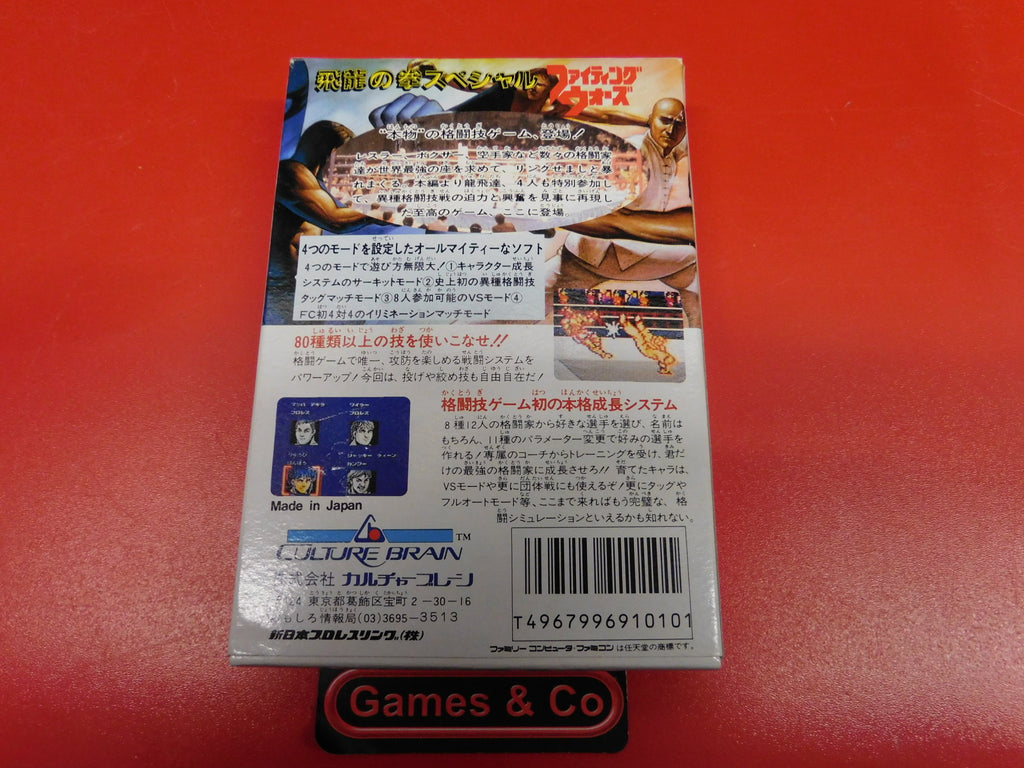 飛龍の拳スペシャル ファイティングウォーズ
"本物"の格闘技ゲーム、登場!
レスラー、ボクサー、空手家など数々の格闘家
達が世界最強の座を求めて、リングせましと暴
れまくる。本編より龍飛達、4人も特別参加し
て、異種格闘技戦の迫力と興奮を見事に再現し
た至高のゲーム、ここに登場。
4つのモードを設定したオールマイティーなソフト
4つのモードで遊び方無限大!①キャラクター成長
システムのサーキットモード②史上初の異種格闘技
タッグマッチモード③8人参加可能のVSモード④
FC初4対4のイリミネーションマッチモード
80種類以上の技を使いこなせ!!
格闘ゲームで唯一、攻防を楽しめる戦闘システムを
パワーアップ!今回は、投げや絞め技も自由自在だ!
格闘技ゲーム初の本格成長システム
8種12人の格闘家から好きな選手を選び、名前は
もちろん、11種のパラメーター変更で好みの選手を
作れる!専属のコーチからトレーニングを受け、君だ
けの最強の格闘家に成長させろ!!育てたキャラは、
VSモードや更に団体戦にも使えるぞ!更にタッグや
フルオートモード等、ここまで来ればもう完璧な、格
闘シミュレーションといえるかも知れない。
プロレス プロレス
Made in Japan
CULTURE BRAIN TM
株式会社 カルチャーブレーン
東京都葛飾区宝町2-30-16
おもしろ情報局(03)3695-3513
新日本プロレスリング(株)
T4967996910101
ファミリーコンピュータ・ファミコンは任天堂の商標です。
Games & Co